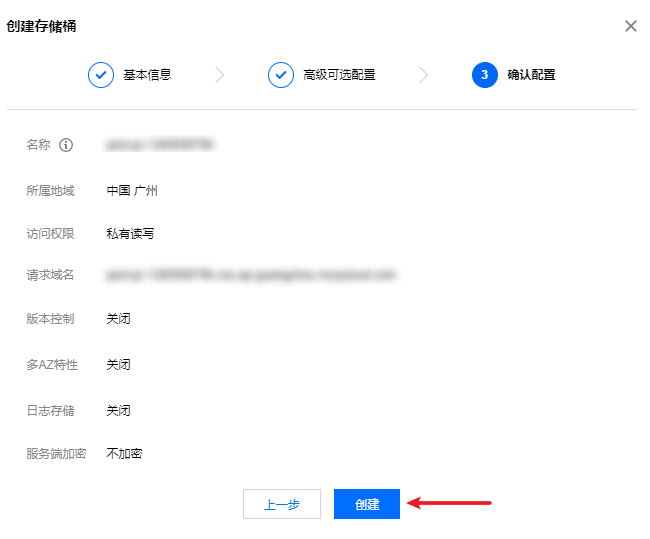 创建存储桶
基本信息
高级可选配置
3 确认配置
名称
所属地域 中国 广州
访问权限 私有读写
请求域名
版本控制 关闭
多AZ特性 关闭
日志存储 关闭
服务端加密 不加密
上一步 创建